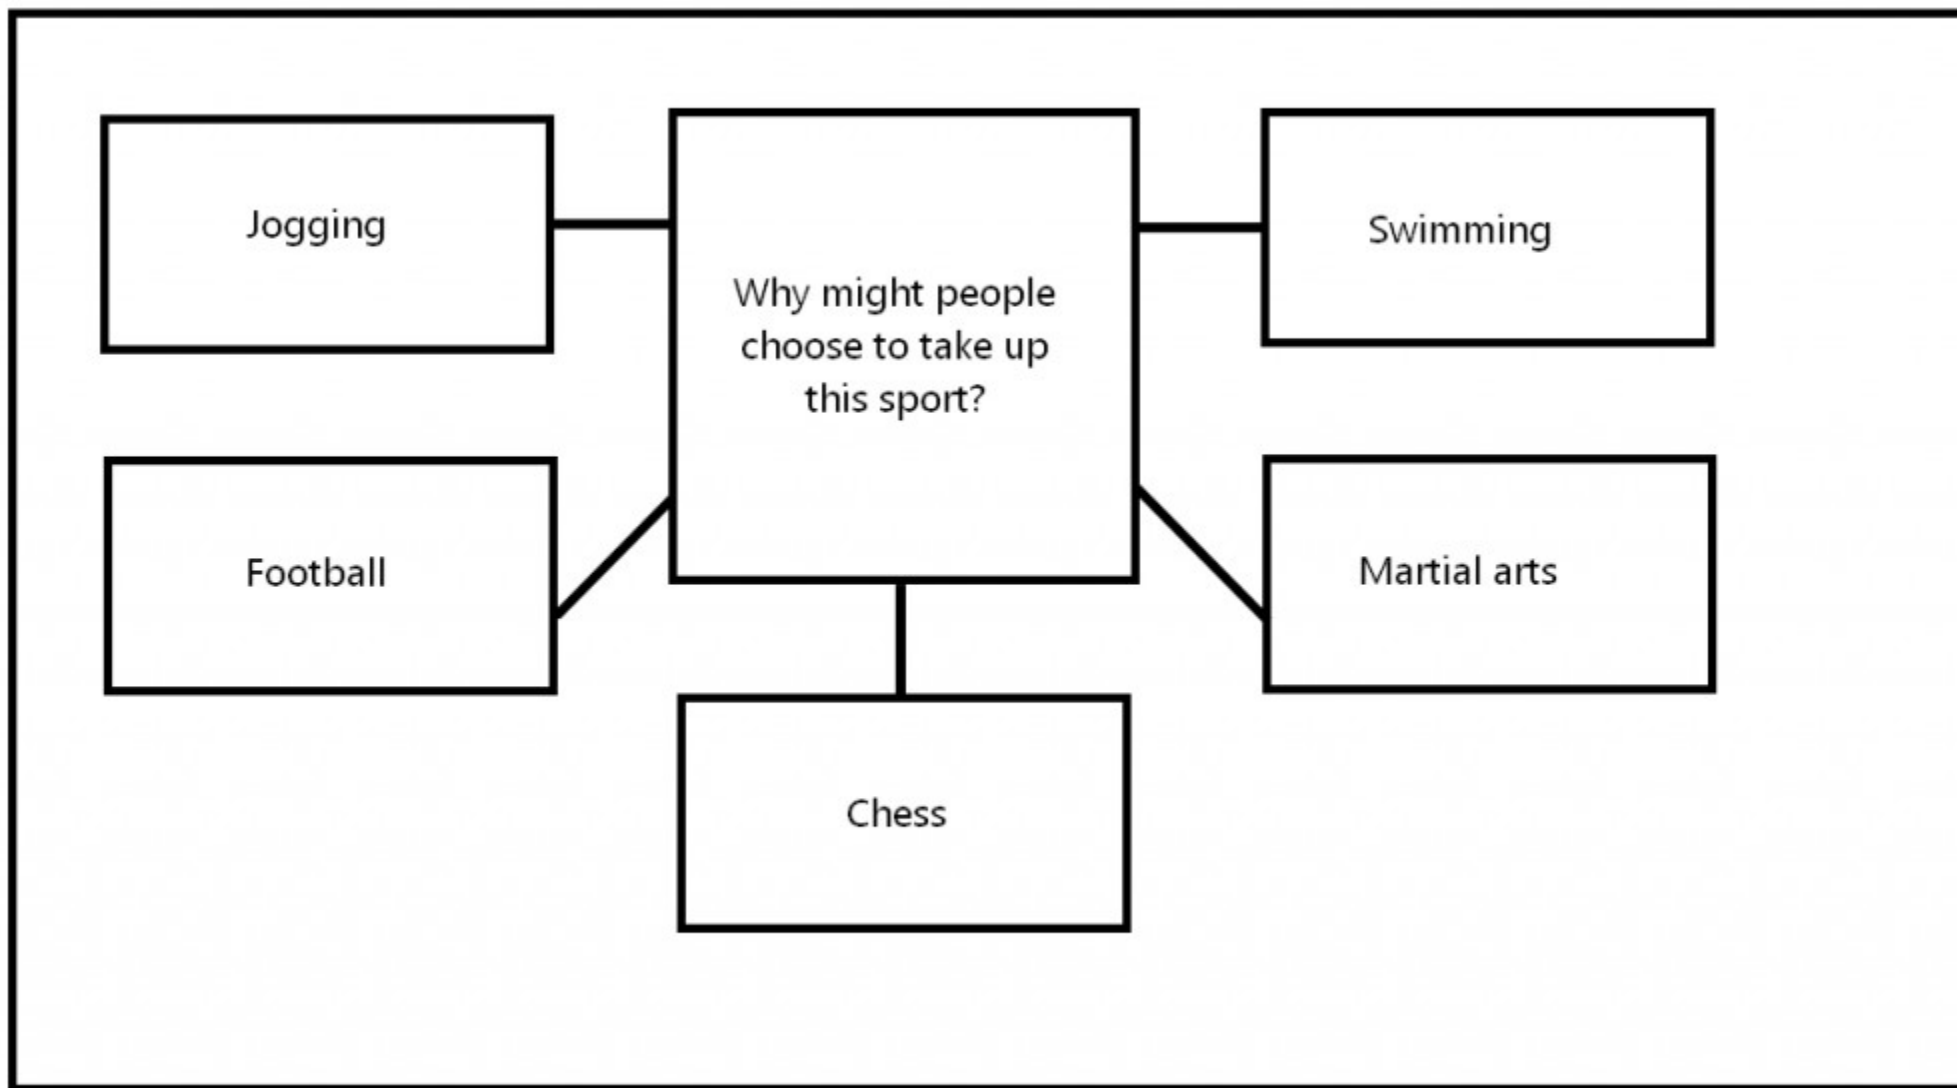 Jogging
Why might people
choose to take up
this sport?
Swimming
Football
Martial arts
Chess